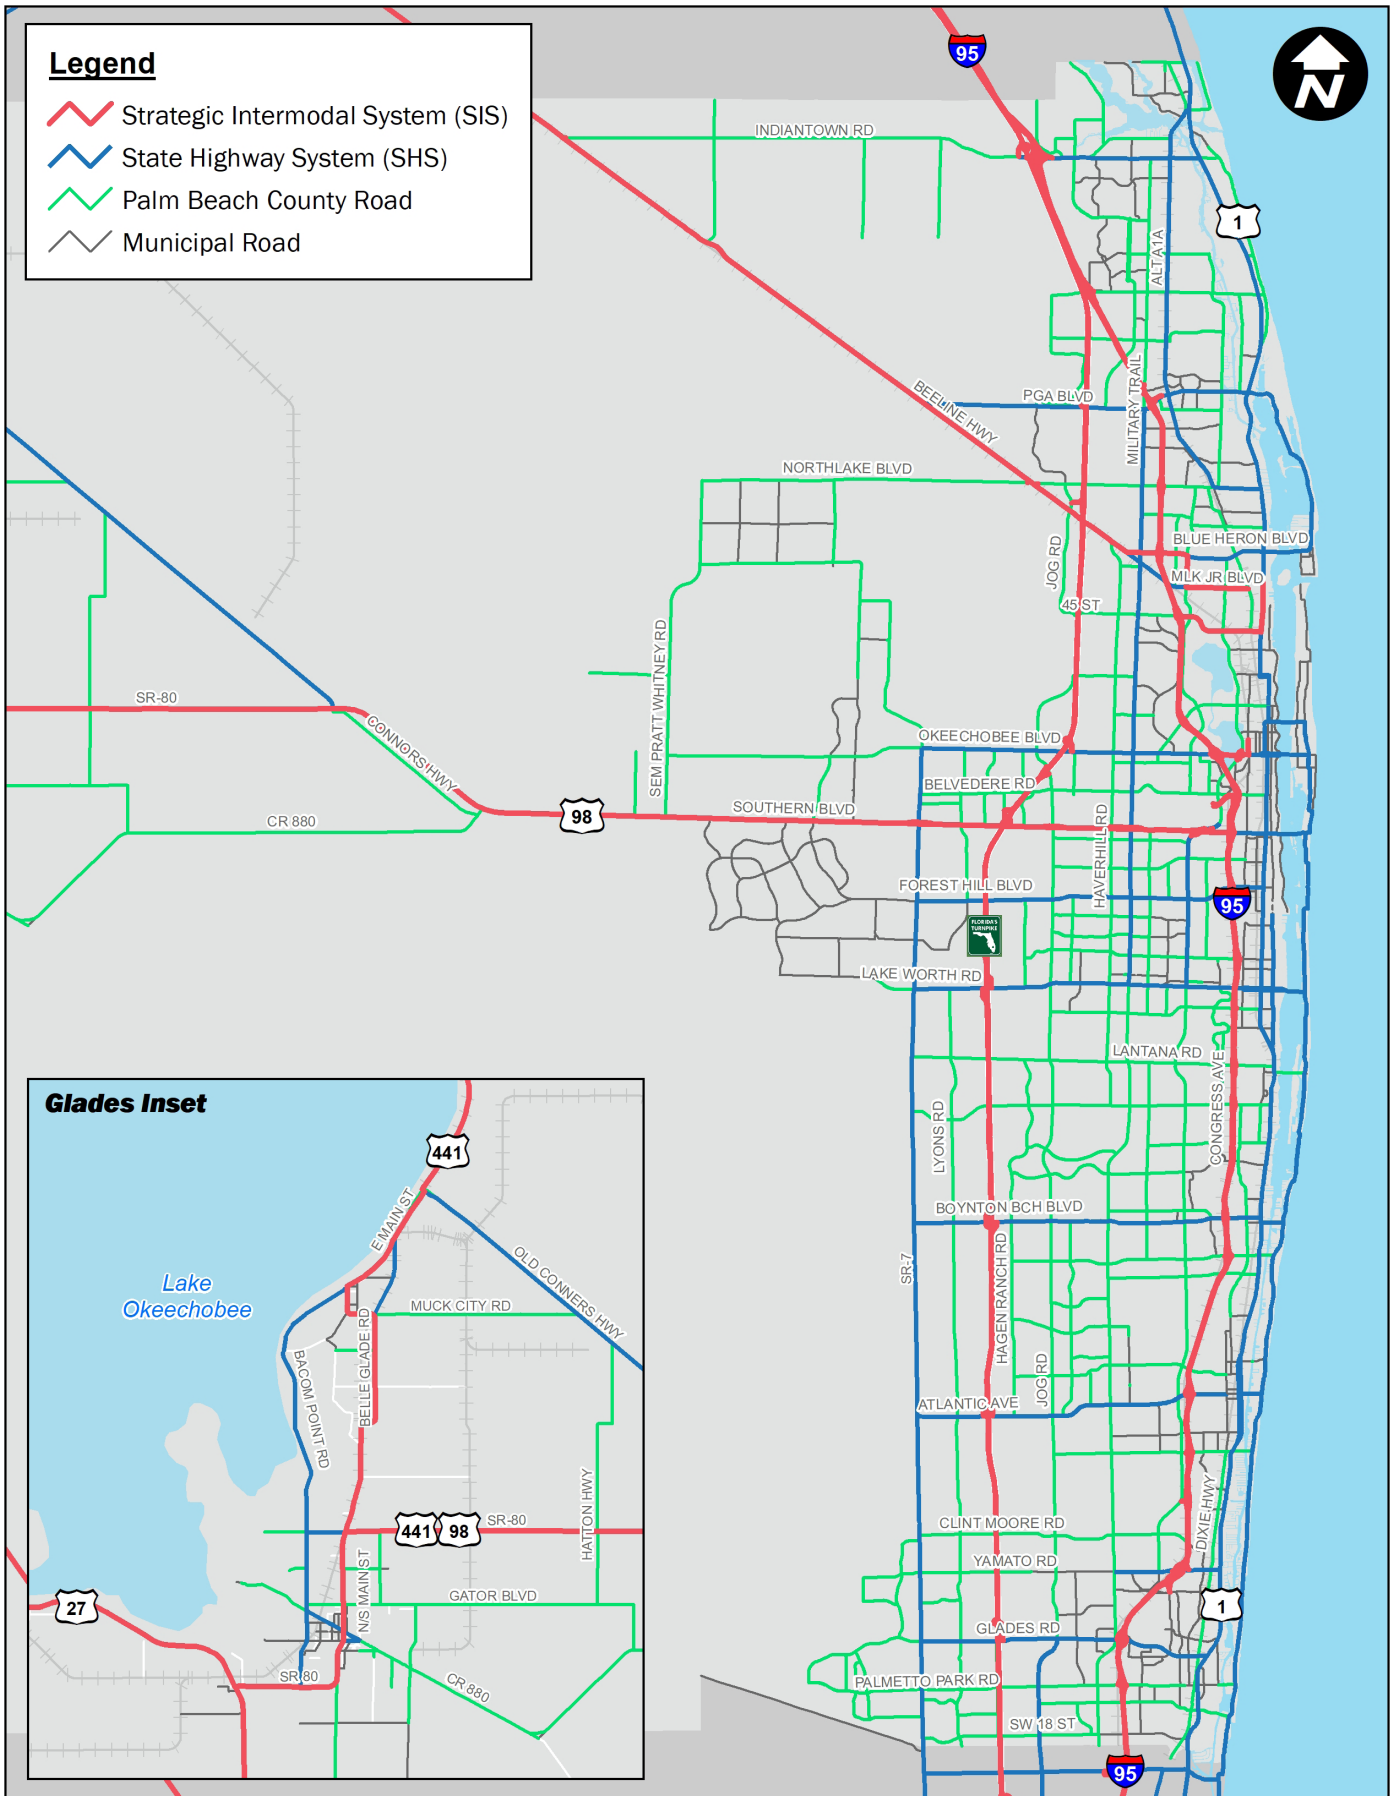 Legend
Strategic Intermodal System (SIS)
State Highway System (SHS)
Palm Beach County Road
Municipal Road
95
N
INDIANTOWN RD
1
ALTA1A
MILITARY TRAIL
PGA BLVD
BEELINE HWY
NORTHLAKE BLVD
BLUE HERON BLVD
JOG RD
MLK JR BLVD
45 ST
SEM PRATT WHITNEY RD
SR-80
CONNORS HWY
OKEECHOBEE BLVD
BELVEDERE RD
98
SOUTHERN BLVD
CR 880
HAVERHILL RD
FOREST HILL BLVD
95
FLORIDA'S
TURNPIKE
LAKE WORTH RD
LANTANA RD
CONGRESS AVE
LYONS RD
BOYNTON BCH BLVD
SR-7
HAGEN RANCH RD
JOG RD
ATLANTIC AVE
DIXIE HWY
CLINT MOORE RD
YAMATO RD
1
GLADES RD
PALMETTO PARK RD
SW 18 ST
95
Glades Inset
441
E MAIN ST
OLD CONNERS HWY
Lake
Okeechobee
MUCK CITY RD
BELLE GLADE RD
BACOM POINT RD
HATTON HWY
441
98
SR-80
N/S MAIN ST
GATOR BLVD
27
SR 80
CR 880